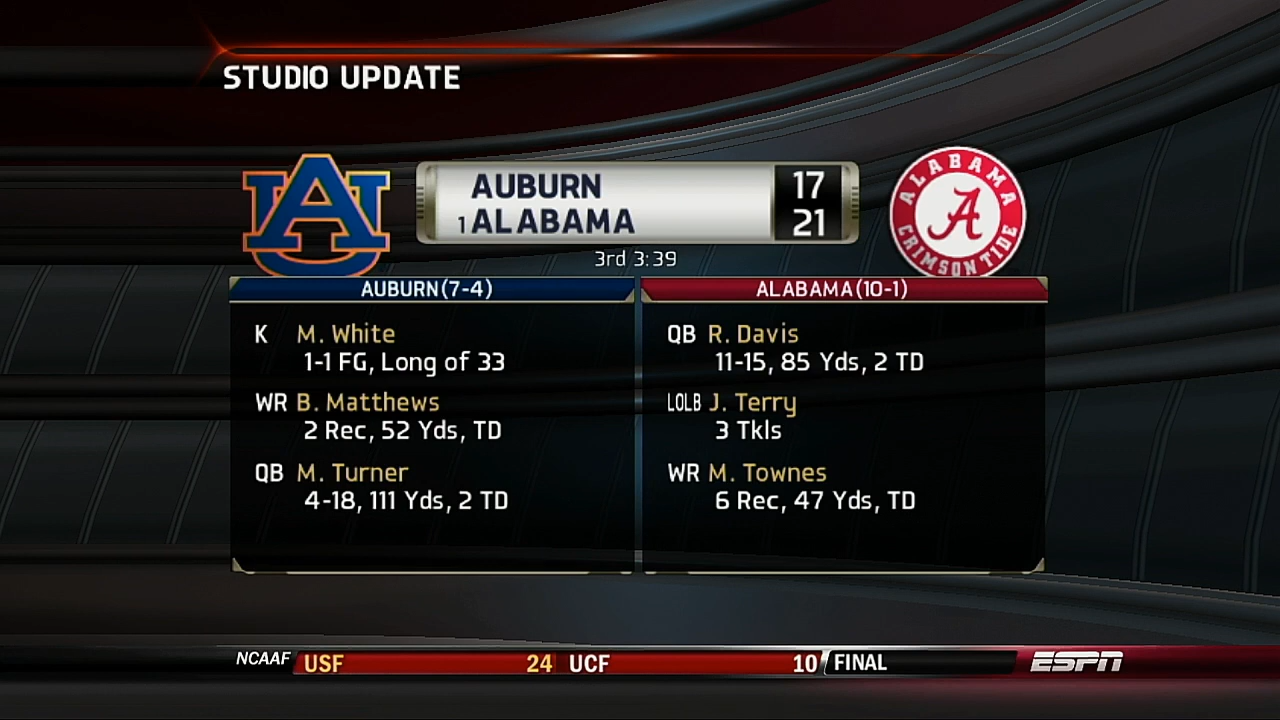 STUDIO UPDATE
AUBURN 17
1 ALABAMA 21
3rd 3:39
ALABAMA CRIMSON TIDE
AUBURN(7-4)
K M. White
1-1 FG, Long of 33
WR B. Matthews
2 Rec, 52 Yds, TD
QB M. Turner
4-18, 111 Yds, 2 TD
ALABAMA(10-1)
QB R. Davis
11-15, 85 Yds, 2 TD
LOLB J. Terry
3 Tkls
WR M. Townes
6 Rec, 47 Yds, TD
NCAAF USF 24 UCF 10 FINAL ESPN